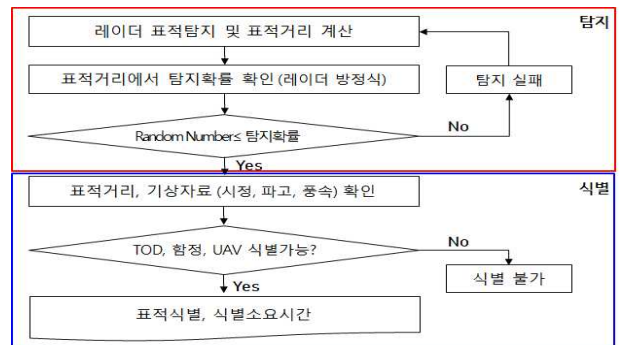 탐지
레이더 표적탐지 및 표적거리 계산
표적거리에서 탐지확률 확인 (레이더 방정식)
탐지 실패
Random Number≤ 탐지확률
No
Yes
식별
표적거리, 기상자료 (시정, 파고, 풍속) 확인
TOD, 함정, UAV 식별가능?
No
식별 불가
Yes
표적식별, 식별소요시간